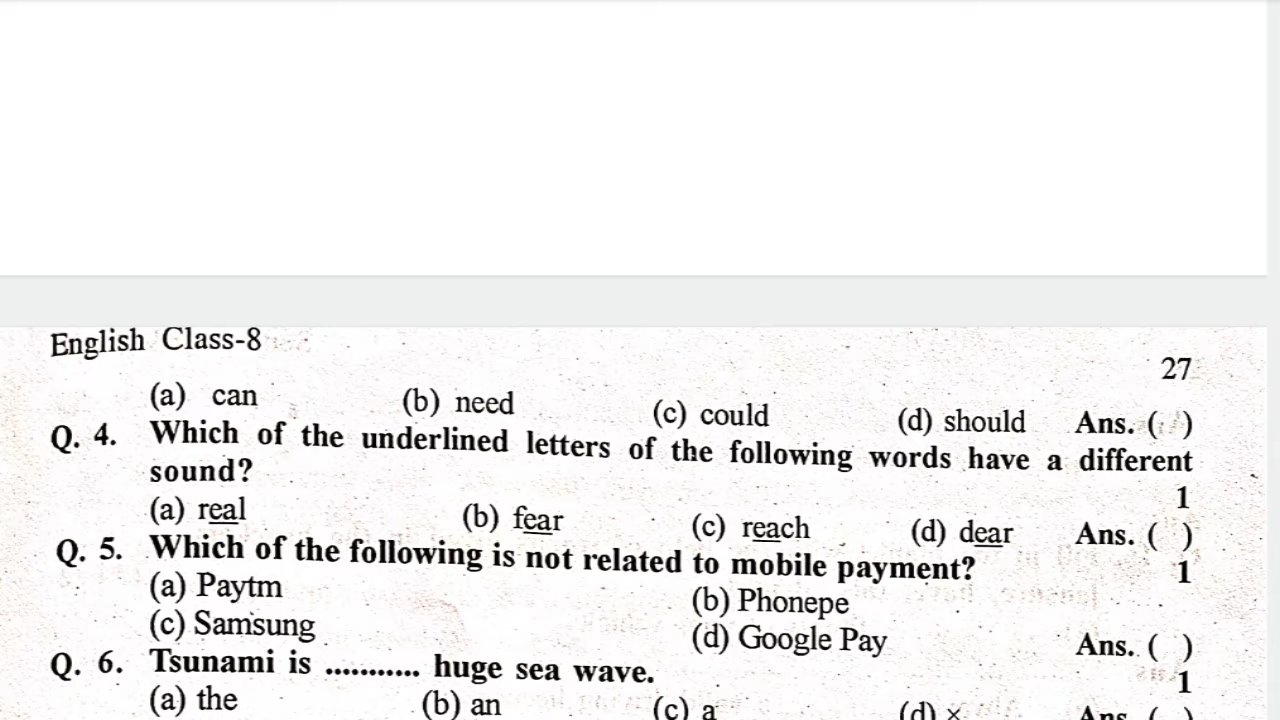 English Class-8
27
(a) can (b) need (c) could (d) should Ans. ( )
Q. 4. Which of the underlined letters of the following words have a different
sound?
1
(a) real (b) fear (c) reach (d) dear Ans. ( )
Q. 5. Which of the following is not related to mobile payment?
1
(a) Paytm (b) Phonepe
(c) Samsung (d) Google Pay Ans. ( )
Q. 6. Tsunami is ........... huge sea wave.
1
(a) the (b) an (c) a (d) × Ans. ( )